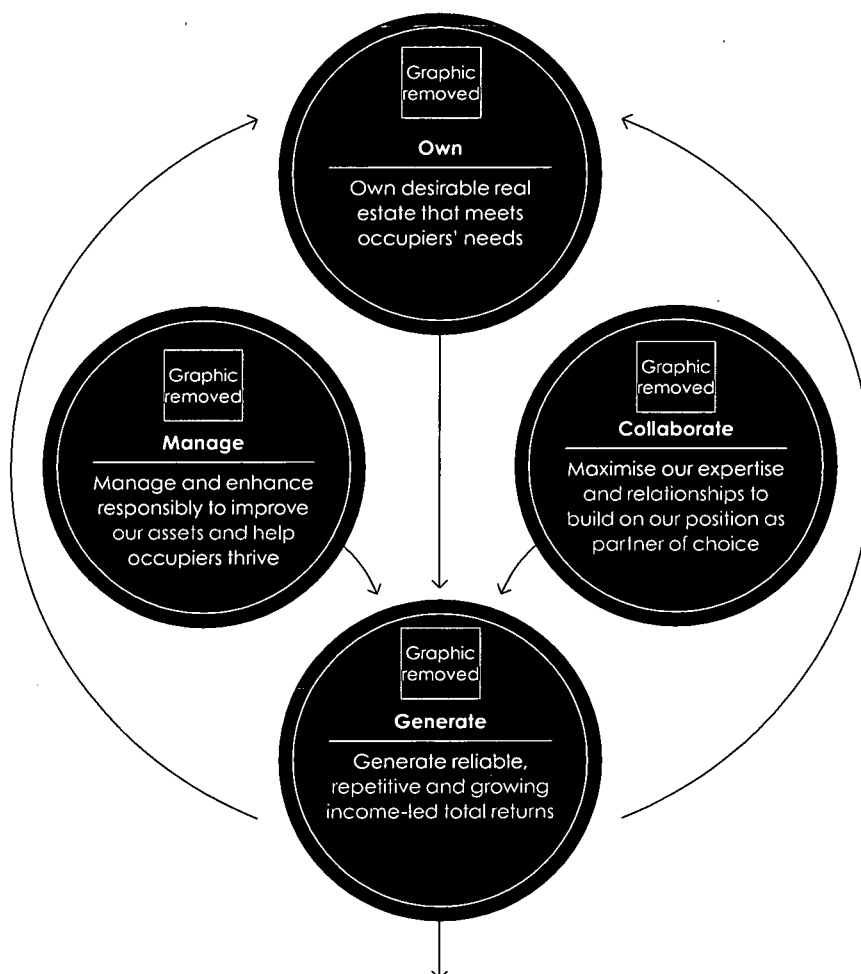 Graphic
removed
Own
Own desirable real
estate that meets
occupiers' needs
Graphic
removed
Manage
Manage and enhance
responsibly to improve
our assets and help
occupiers thrive
Graphic
removed
Collaborate
Maximise our expertise
and relationships to
build on our position as
partner of choice
Graphic
removed
Generate
Generate reliable,
repetitive and growing
income-led total returns